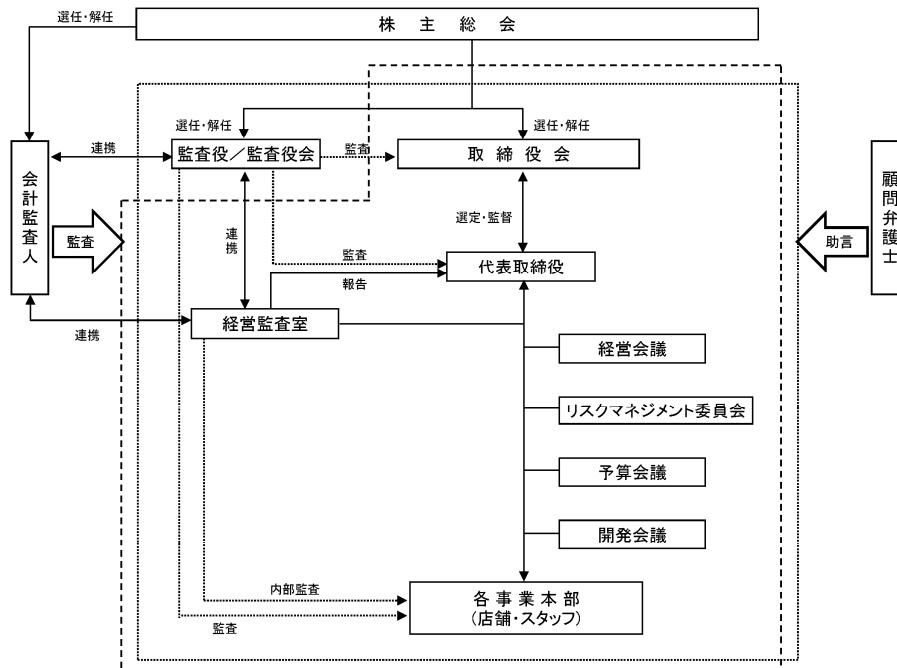 選任・解任
株主総会
選任・解任
選任・解任
連携
監査役／監査役会
監査
取締役会
会計監査人
顧問弁護士
監査
連携
選定・監督
助言
監査
代表取締役
報告
経営監査室
連携
経営会議
リスクマネジメント委員会
予算会議
開発会議
内部監査
各事業本部
（店舗・スタッフ）
監査